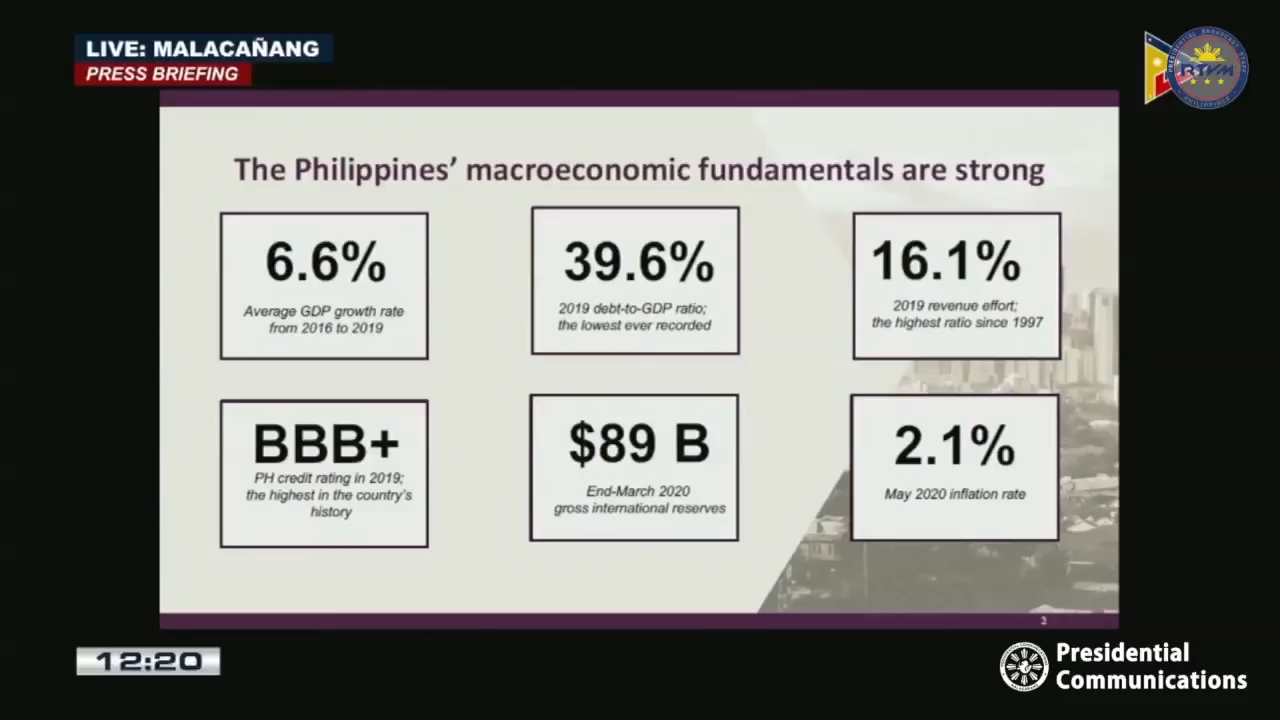 LIVE: MALACAÑANG
PRESS BRIEFING
RTVM
The Philippines' macroeconomic fundamentals are strong
6.6%
Average GDP growth rate
from 2016 to 2019
39.6%
2019 debt-to-GDP ratio;
the lowest ever recorded
16.1%
2019 revenue effort;
the highest ratio since 1997
BBB+
PH credit rating in 2019;
the highest in the country's
history
$89 B
End-March 2020
gross international reserves
2.1%
May 2020 inflation rate
12:20
Presidential
Communications